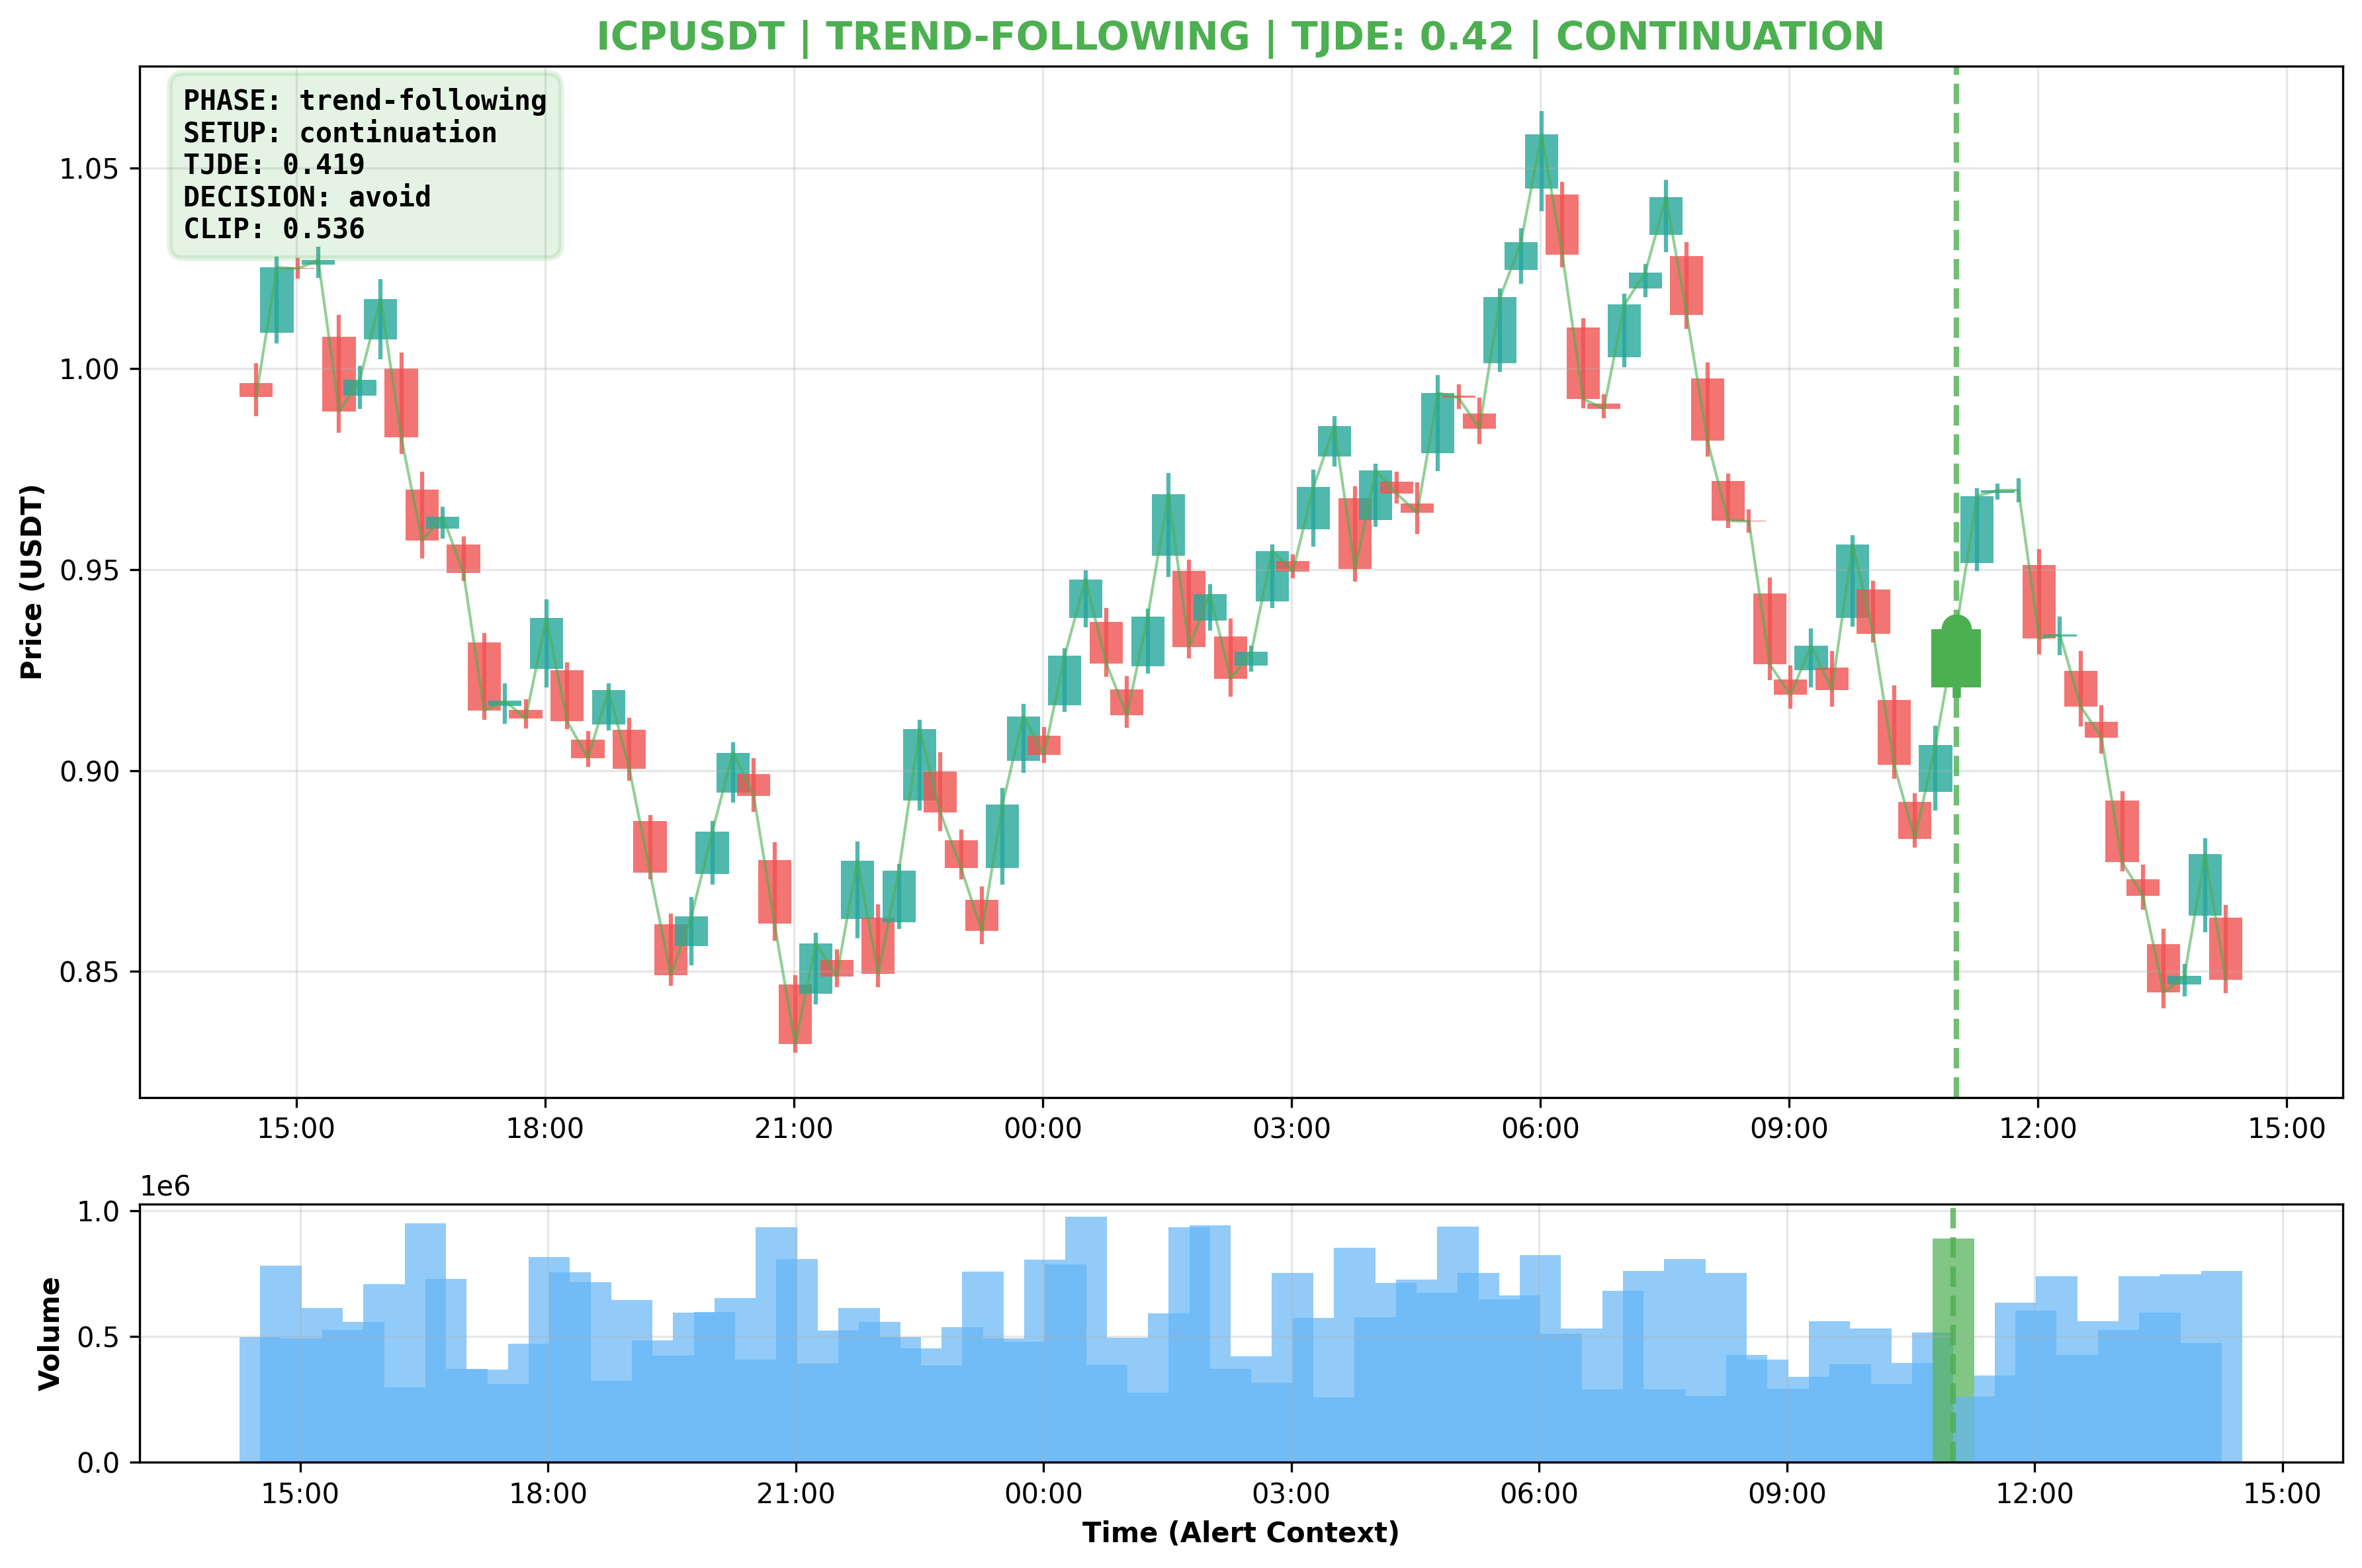 ICPUSDT | TREND-FOLLOWING | TJDE: 0.42 | CONTINUATION
PHASE: trend-following
SETUP: continuation
TJDE: 0.419
DECISION: avoid
CLIP: 0.536
Price (USDT)
1.05
1.00
0.95
0.90
0.85
15:00 18:00 21:00 00:00 03:00 06:00 09:00 12:00 15:00
1e6
Volume
1.0
0.5
0.0
15:00 18:00 21:00 00:00 03:00 06:00 09:00 12:00 15:00
Time (Alert Context)